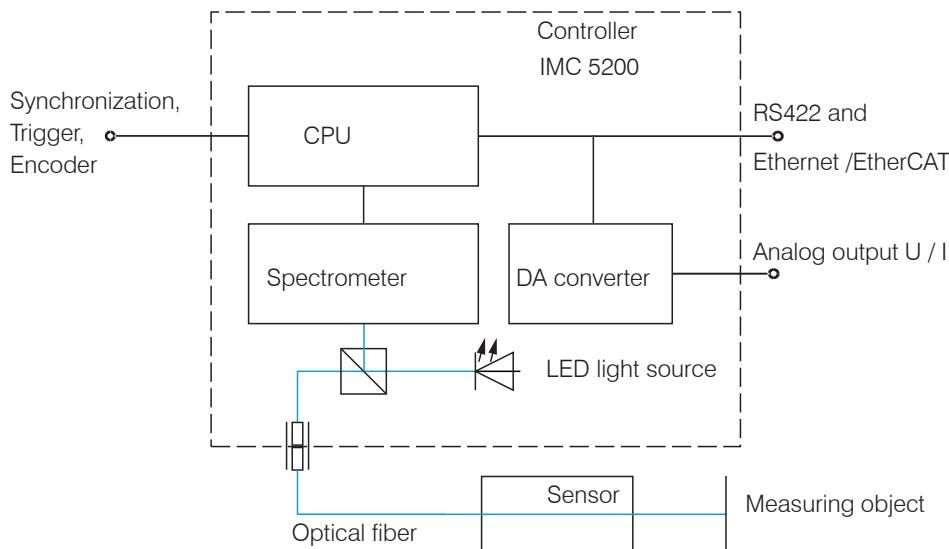 Controller
IMC 5200
Synchronization,
Trigger,
Encoder
CPU
RS422 and
Ethernet /EtherCAT
Spectrometer
DA converter
Analog output U / I
LED light source
Sensor
Measuring object
Optical fiber